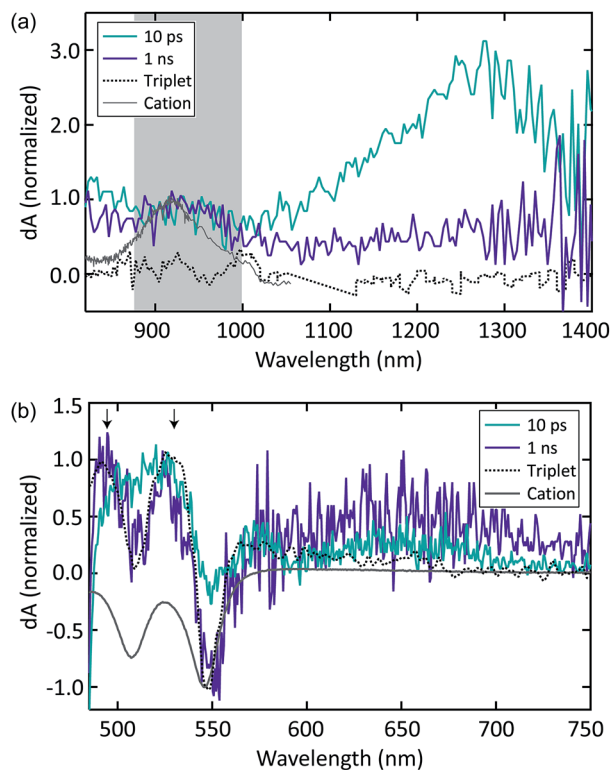 (a)
10 ps
1 ns
Triplet
Cation
dA (normalized)
3.0
2.0
1.0
0.0
900
1000
1100
1200
1300
1400
Wavelength (nm)
(b)
10 ps
1 ns
Triplet
Cation
dA (normalized)
1.5
1.0
0.5
0.0
-0.5
-1.0
500
550
600
650
700
750
Wavelength (nm)